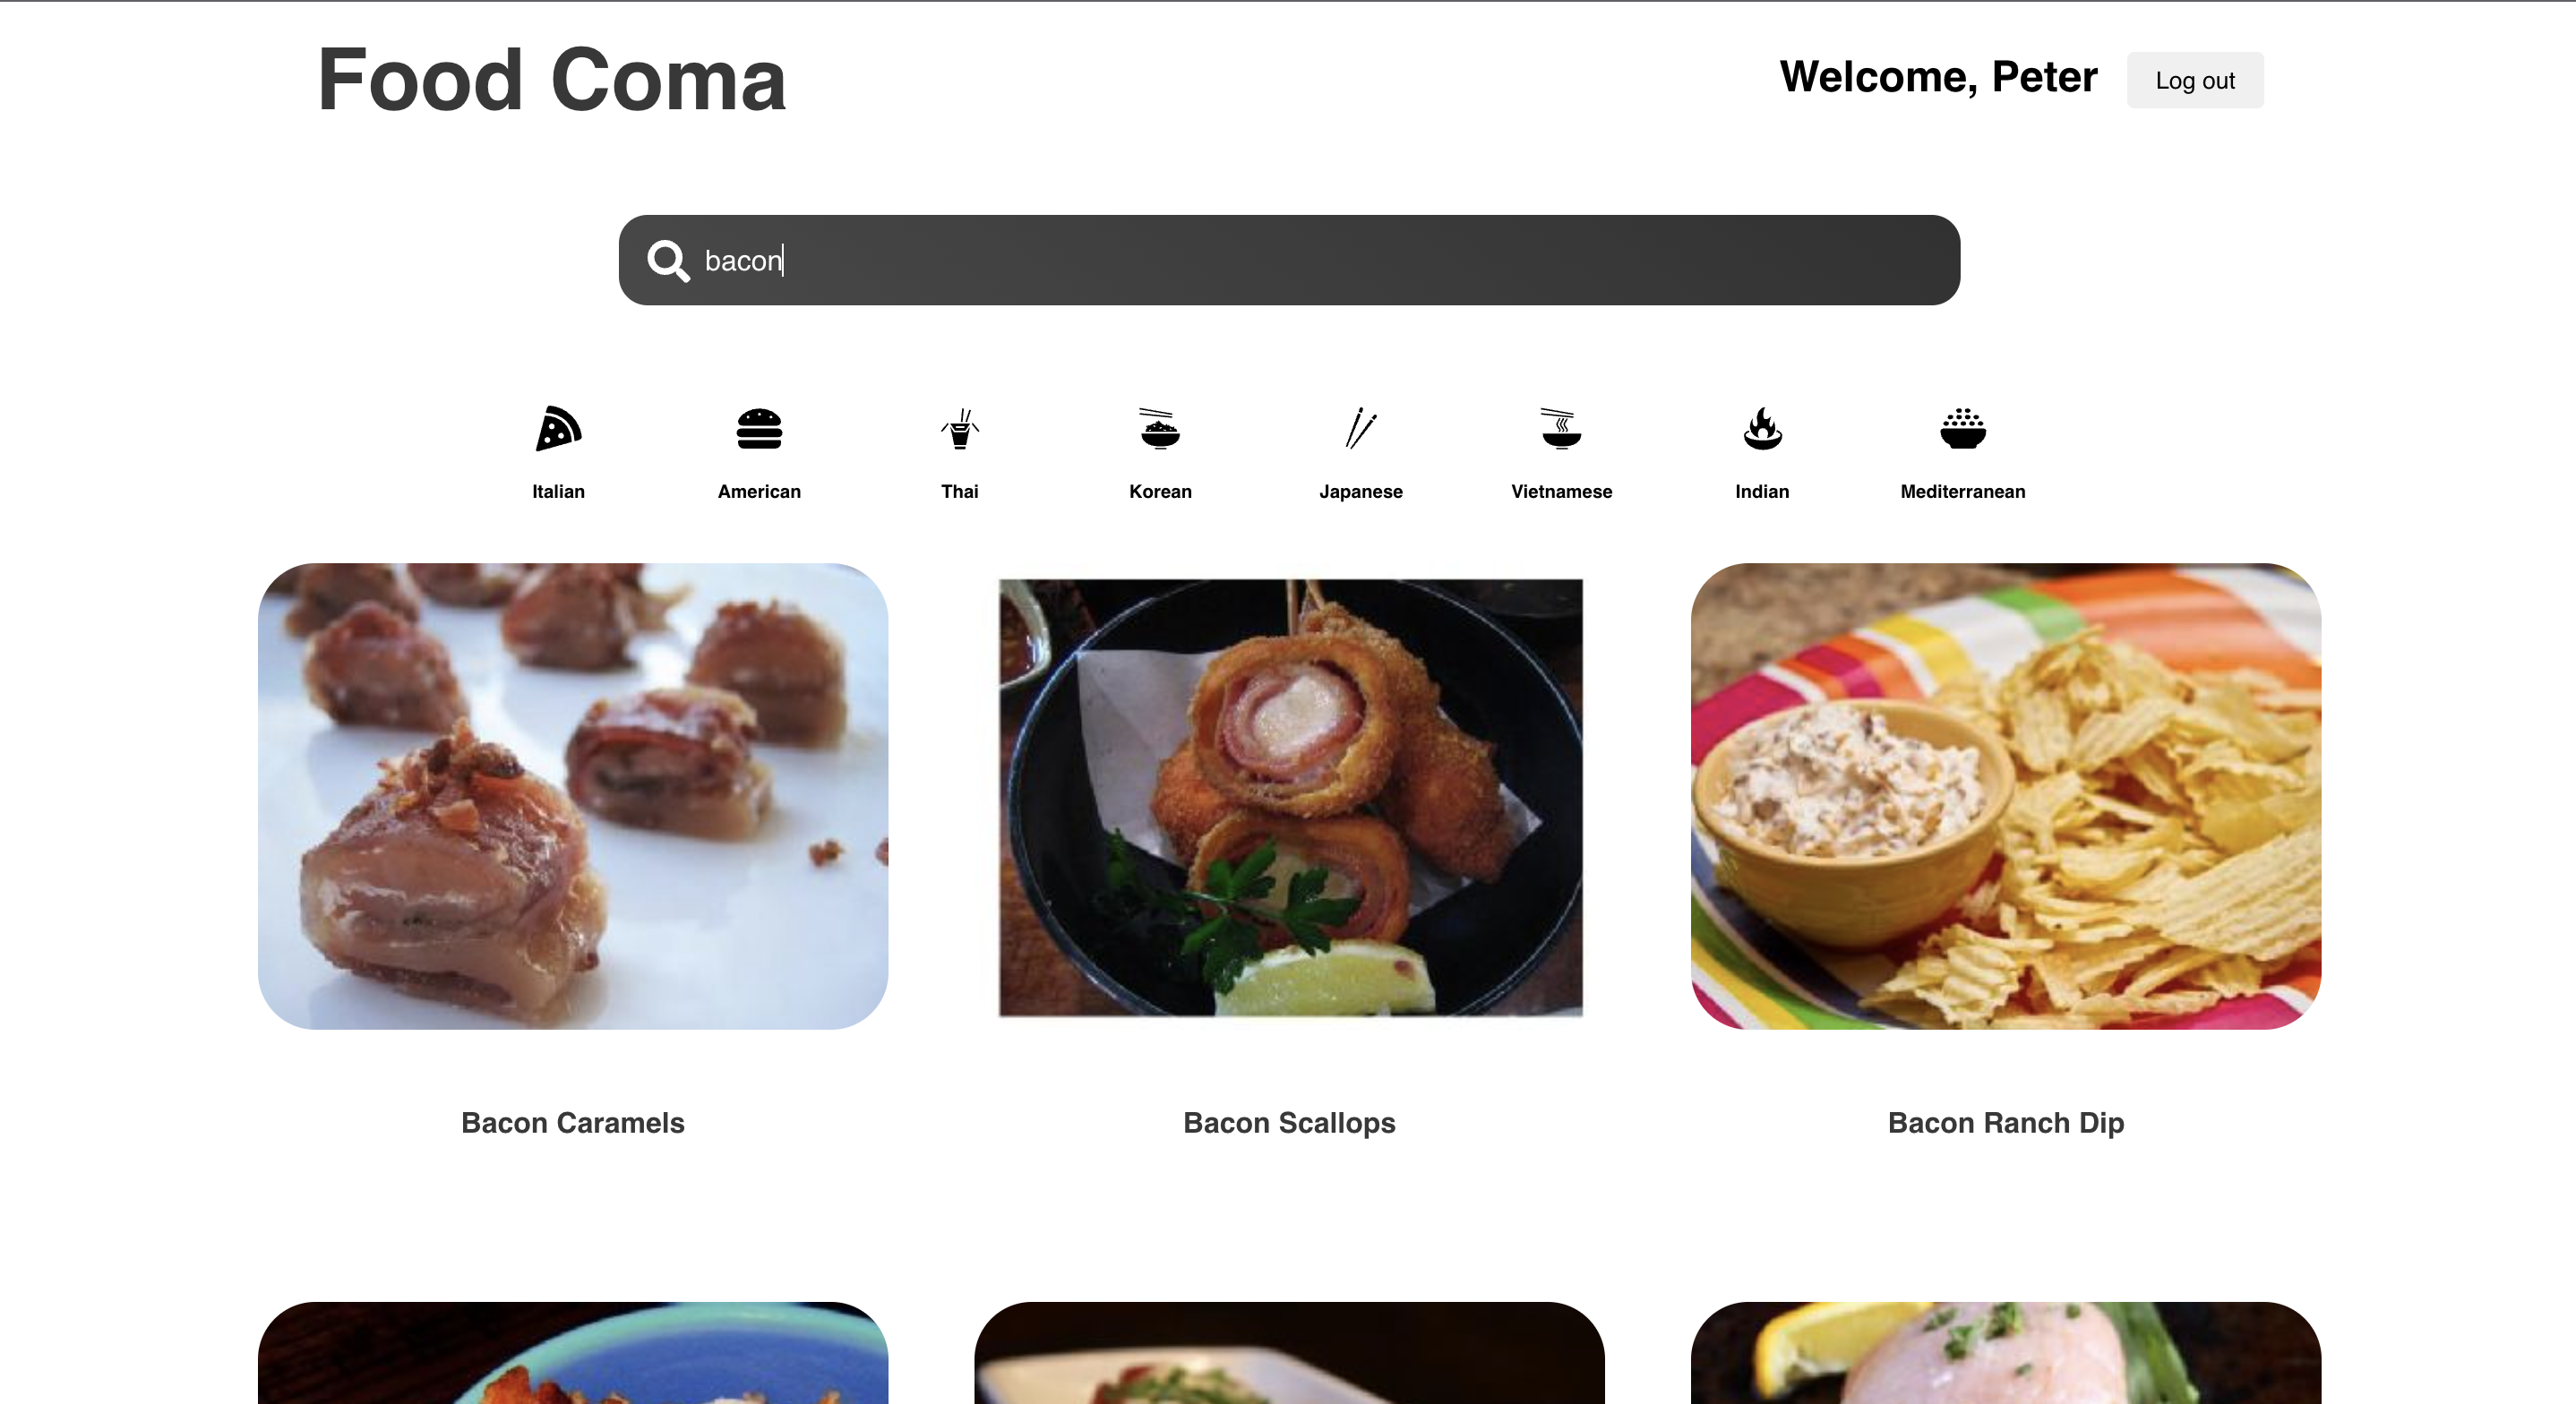 Food Coma
Welcome, Peter
Log out
bacon
Italian
American
Thai
Korean
Japanese
Vietnamese
Indian
Mediterranean
Bacon Caramels
Bacon Scallops
Bacon Ranch Dip